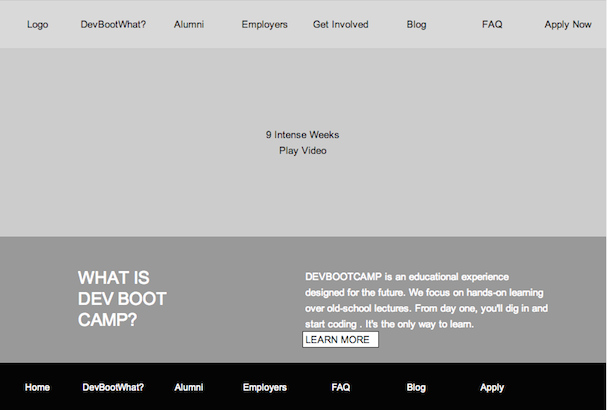 Logo DevBootWhat? Alumni Employers Get Involved Blog FAQ Apply Now
9 Intense Weeks
Play Video
WHAT IS
DEV BOOT
CAMP?
DEVBOOTCAMP is an educational experience
designed for the future. We focus on hands-on learning
over old-school lectures. From day one, you'll dig in and
start coding . It's the only way to learn.
LEARN MORE
Home DevBootWhat? Alumni Employers FAQ Blog Apply